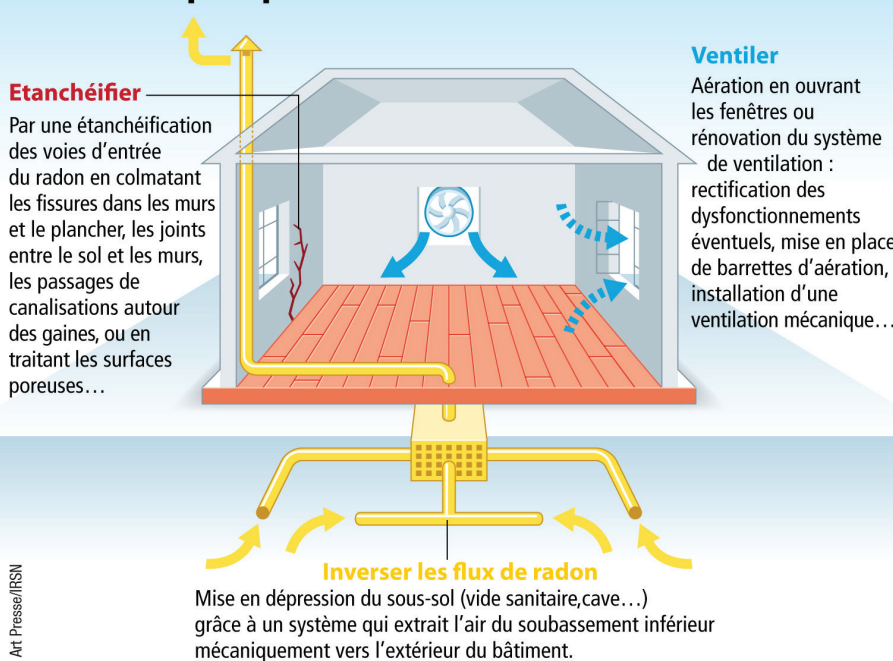 Etanchéifier
Par une étanchéification
des voies d'entrée
du radon en colmatant
les fissures dans les murs
et le plancher, les joints
entre le sol et les murs,
les passages de
canalisations autour
des gaines, ou en
traitant les surfaces
poreuses…
Ventiler
Aération en ouvrant
les fenêtres ou
rénovation du système
de ventilation :
rectification des
dysfonctionnements
éventuels, mise en place
de barrettes d'aération,
installation d'une
ventilation mécanique…
Inverser les flux de radon
Mise en dépression du sous-sol (vide sanitaire,cave…)
grâce à un système qui extrait l'air du soubassement inférieur
mécaniquement vers l'extérieur du bâtiment.
Art Presse/IRSN